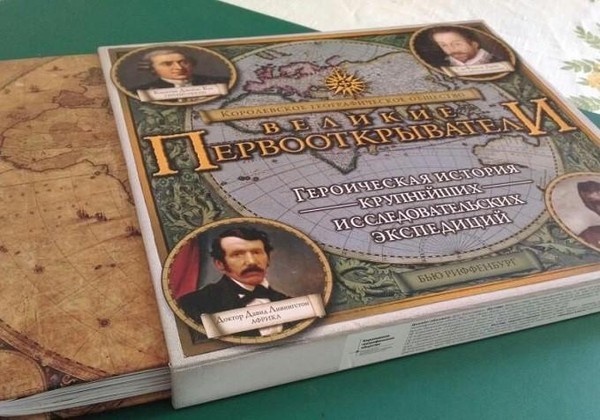 Королевское географическое общество
ВЕЛИКИЕ
ПЕРВООТКРЫВАТЕЛИ
Героическая история
крупнейших
исследовательских
экспедиций
Бью Риффенбург
Доктор Давид Ливингстон
АФРИКА